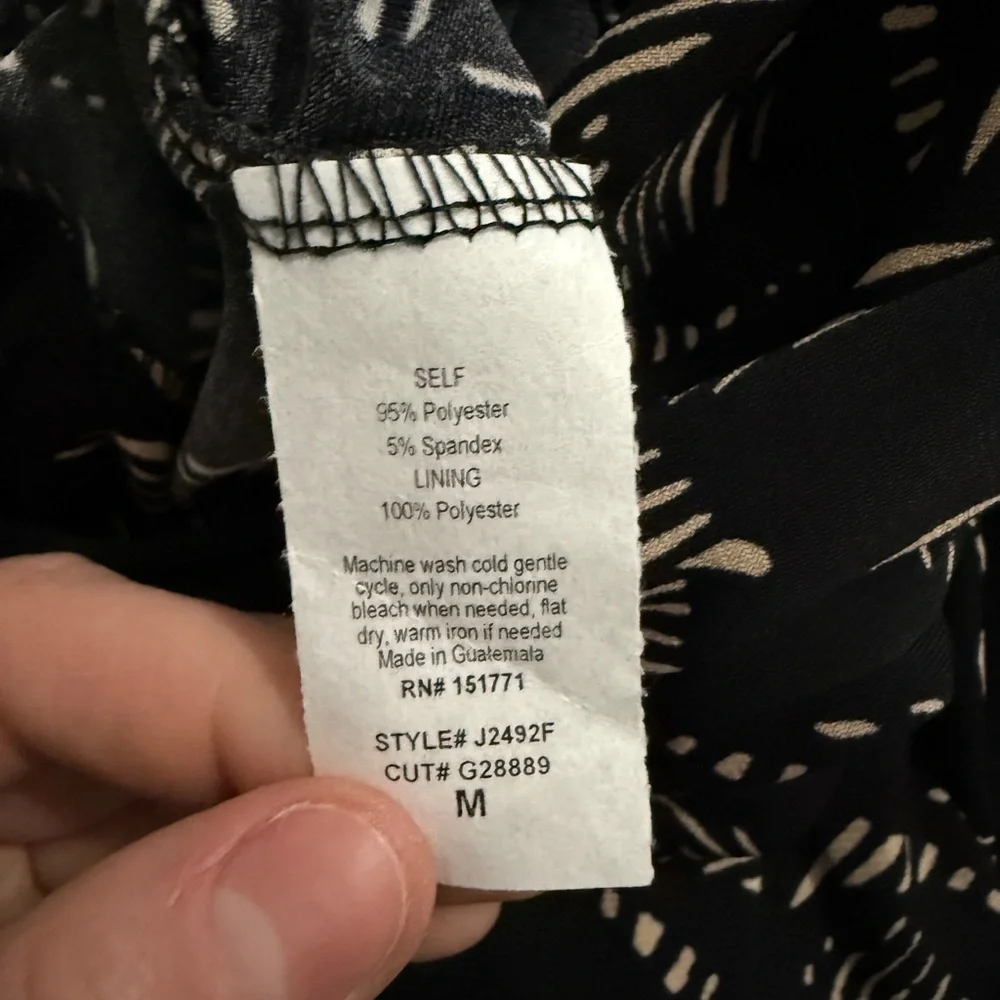 SELF
95% Polyester
5% Spandex
LINING
100% Polyester
Machine wash cold gentle
cycle, only non-chlorine
bleach when needed, flat
dry, warm iron if needed
Made in Guatemala
RN# 151771
STYLE# J2492F
CUT# G28889
M